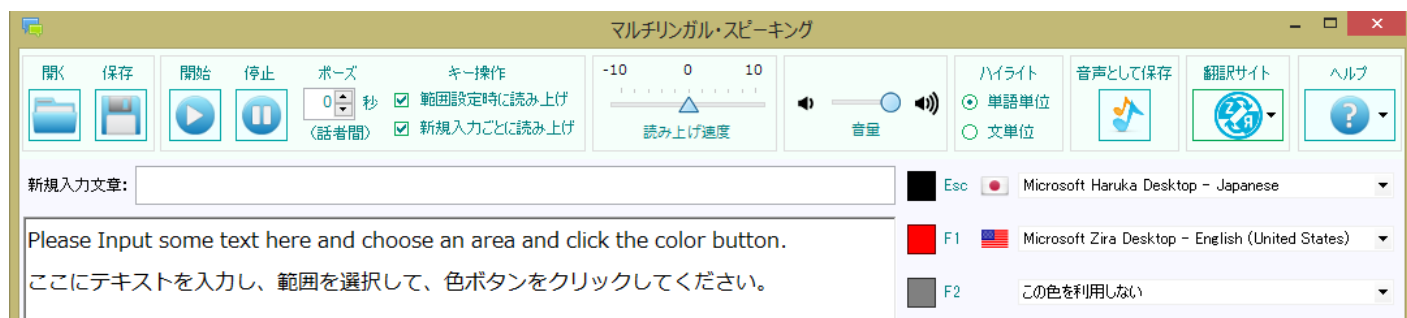 マルチリンガル・スピーキング
開く 保存
開始 停止 ポーズ
0 秒
(話者間)
キー操作
範囲設定時に読み上げ
新規入力ごとに読み上げ
-10 0 10
読み上げ速度
音量
ハイライト
単語単位
文単位
音声として保存
翻訳サイト
ヘルプ
新規入力文章:
Esc Microsoft Haruka Desktop - Japanese
Please Input some text here and choose an area and click the color button.
ここにテキストを入力し、範囲を選択して、色ボタンをクリックしてください。
F1 Microsoft Zira Desktop - English (United States)
F2 この色を利用しない